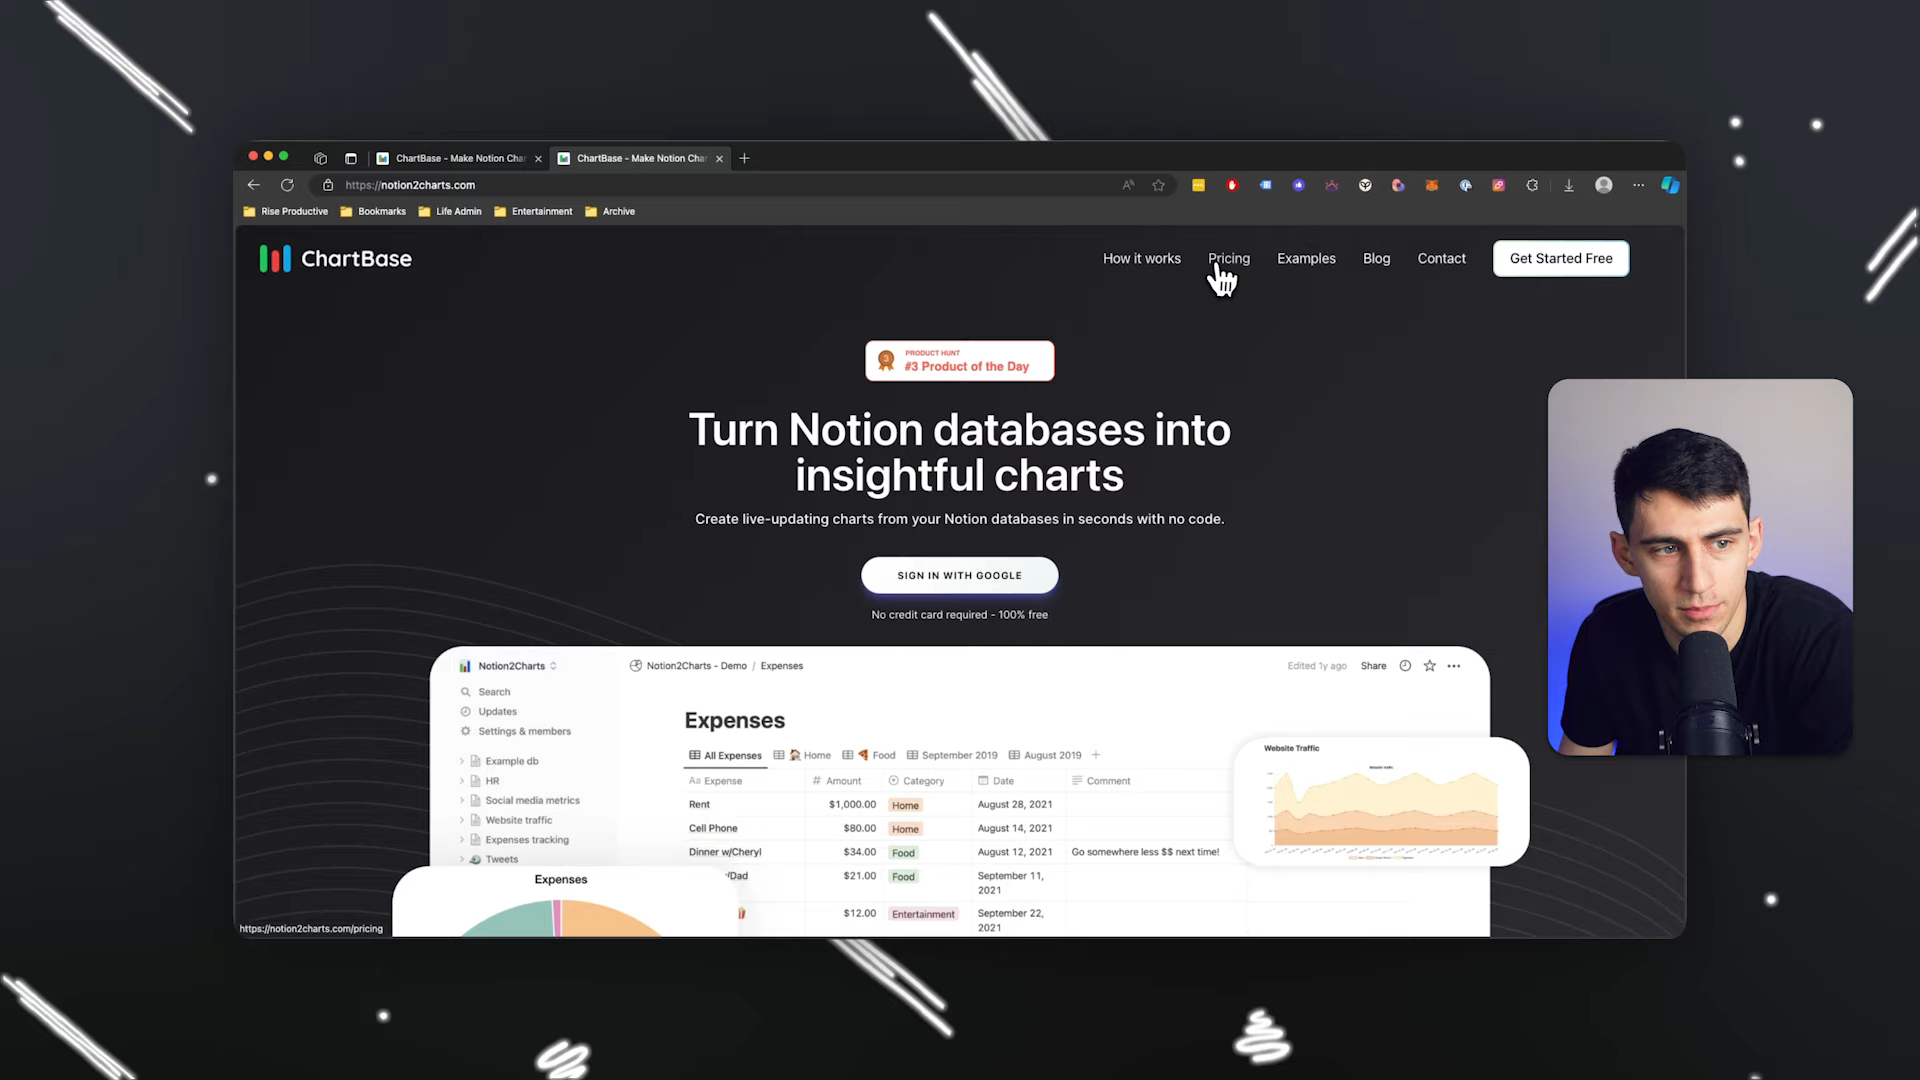 ChartBase - Make Notion Char
ChartBase - Make Notion Char
https://notion2charts.com
Rise Productive
Bookmarks
Life Admin
Entertainment
Archive
ChartBase
How it works
Pricing
Examples
Blog
Contact
Get Started Free
3
PRODUCT HUNT
#3 Product of the Day
Turn Notion databases into
insightful charts
Create live-updating charts from your Notion databases in seconds with no code.
SIGN IN WITH GOOGLE
No credit card required - 100% free
Notion2Charts
Notion2Charts - Demo / Expenses
Edited 1y ago
Share
Search
Updates
Settings & members
Example db
HR
Social media metrics
Website traffic
Expenses tracking
Tweets
Expenses
All Expenses
Home
Food
September 2019
August 2019
Aa Expense
# Amount
Category
Date
Comment
Rent $1,000.00 Home August 28, 2021
Cell Phone $80.00 Home August 14, 2021
Dinner w/Cheryl $34.00 Food August 12, 2021 Go somewhere less $$ next time!
/Dad $21.00 Food September 11,
2021
$12.00 Entertainment September 22,
2021
Website Traffic
Expenses
https://notion2charts.com/pricing